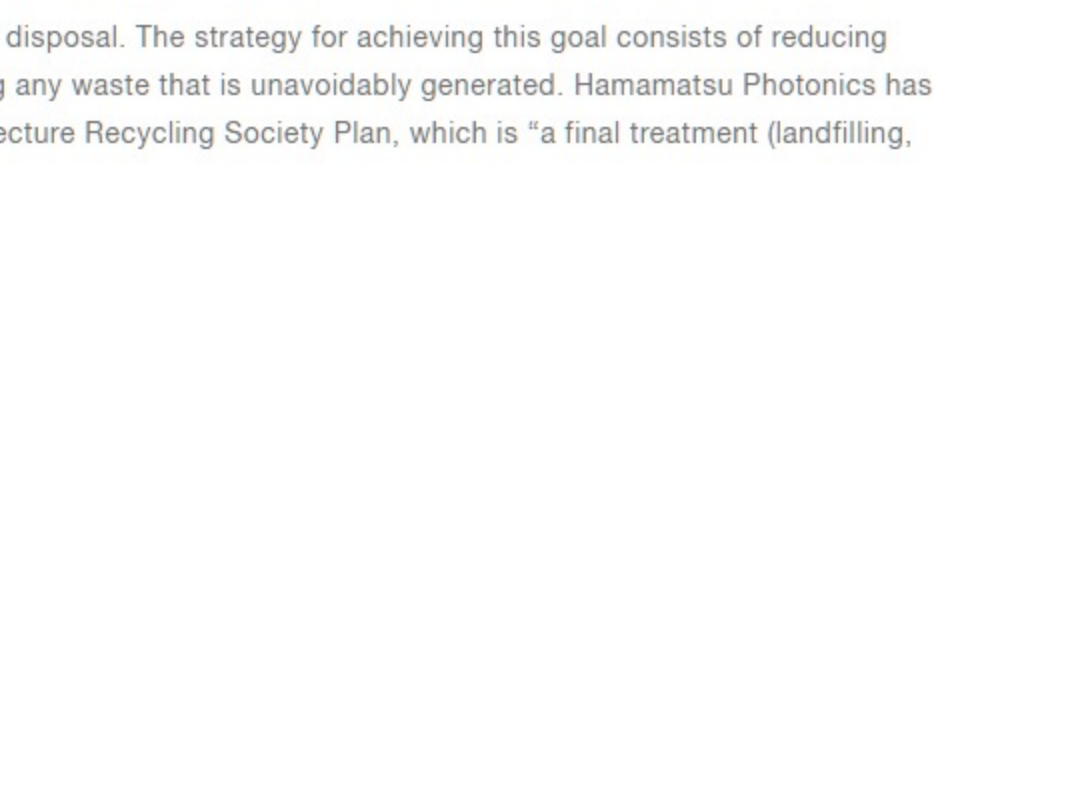 disposal. The strategy for achieving this goal consists of reducing
any waste that is unavoidably generated. Hamamatsu Photonics has
ecture Recycling Society Plan, which is “a final treatment (landfilling,